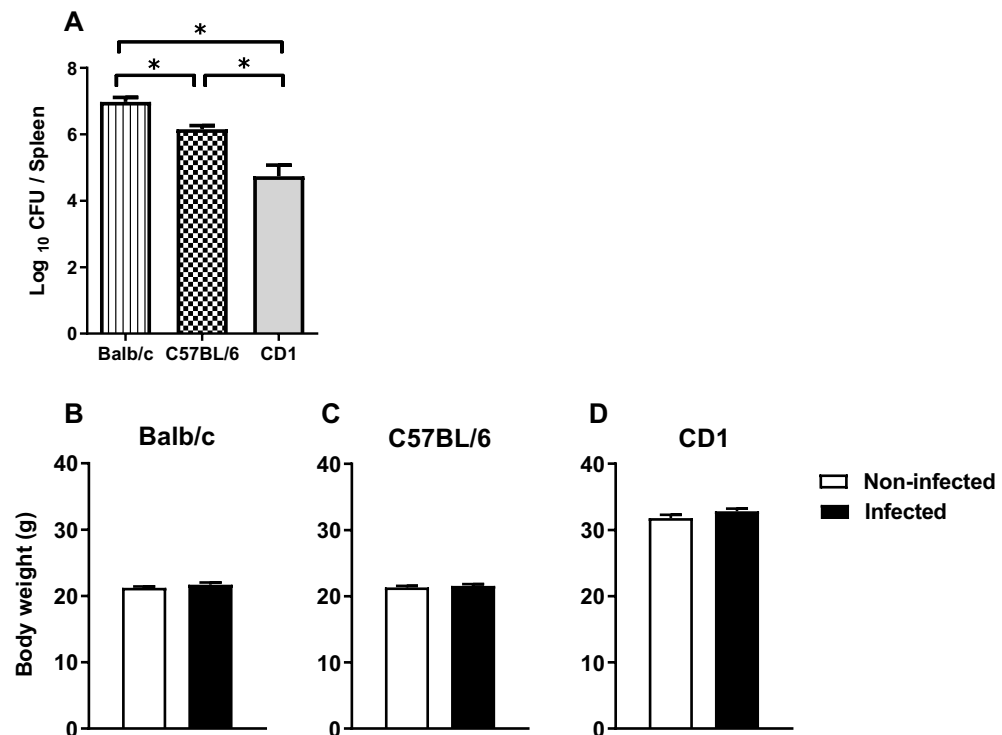 A
*
* *
8
6
4
2
0
Log 10 CFU / Spleen
Balb/c C57BL/6 CD1
B C D
Balb/c C57BL/6 CD1
40 40 40
30 30 30
20 20 20
10 10 10
0 0 0
Body weight (g)
Non-infected
Infected